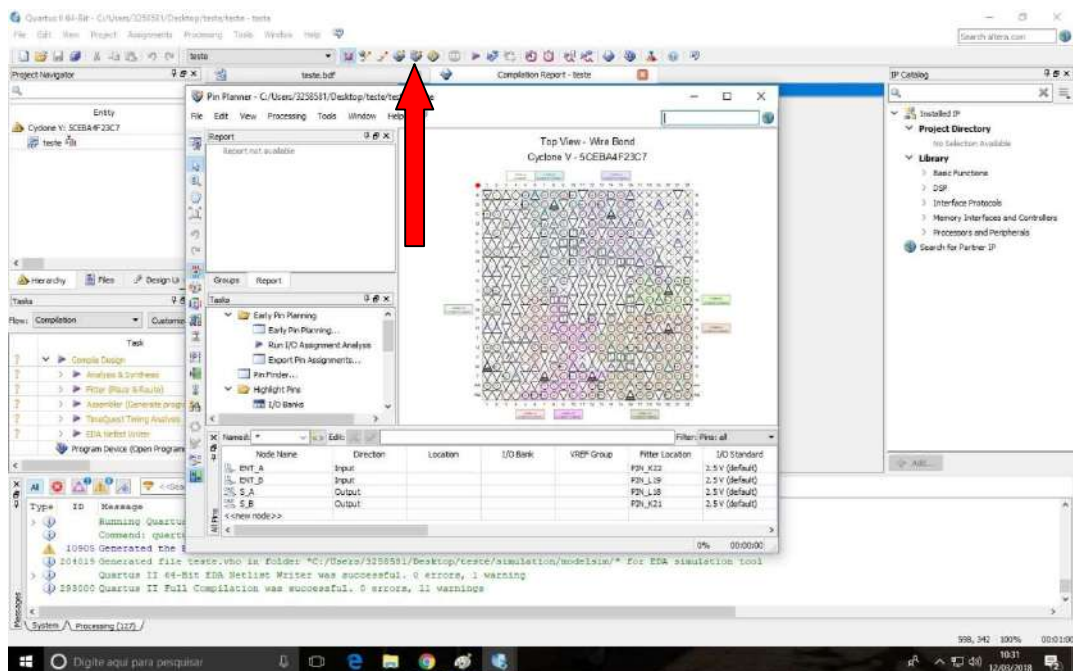 Quartus II 64-Bit - C:/Users/3258581/Desktop/teste/teste - teste
File Edit View Project Assignments Processing Tools Window Help
Search altera.com
teste
Project Navigator
teste.bdf
Compilation Report - teste
IP Catalog
Entity
Cyclone V: 5CEBA4F23C7
teste
Hierarchy Files Design U
Tasks
Flow: Compilation
Customize
Task
Compile Design
Analysis & Synthesis
Fitter (Place & Route)
Assembler (Generate progr
TimeQuest Timing Analysis
EDA Netlist Writer
Program Device (Open Program
Pin Planner - C:/Users/3258581/Desktop/teste/tes
File Edit View Processing Tools Window Help
Report
Report not available
Groups Report
Tasks
Early Pin Planning
Early Pin Planning...
Run I/O Assignment Analysis
Export Pin Assignments...
Pin Finder...
Highlight Pins
I/O Banks
Top View - Wire Bond
Cyclone V - 5CEBA4F23C7
Named: * Edit:
Filter: Pins: all
Node Name Direction Location I/O Bank VREF Group Fitter Location I/O Standard
ENT_A Input PIN_K22 2.5 V (default)
ENT_B Input PIN_L19 2.5 V (default)
S_A Output PIN_L18 2.5 V (default)
S_B Output PIN_K21 2.5 V (default)
<<new node>>
All Pins
0% 00:00:00
Installed IP
Project Directory
No Selection Available
Library
Basic Functions
DSP
Interface Protocols
Memory Interfaces and Controllers
Processors and Peripherals
Search for Partner IP
Add...
All
Type ID Message
Running Quartus
Command: quart
10905 Generated the
204019 Generated file teste.vho in folder "C:/Users/3258581/Desktop/teste/simulation/modelsim/" for EDA simulation tool
Quartus II 64-Bit EDA Netlist Writer was successful. 0 errors, 1 warning
293000 Quartus II Full Compilation was successful. 0 errors, 11 warnings
Messages
System Processing (127)
598, 342 100% 00:01:00
Digite aqui para pesquisar
10:31
12/03/2018